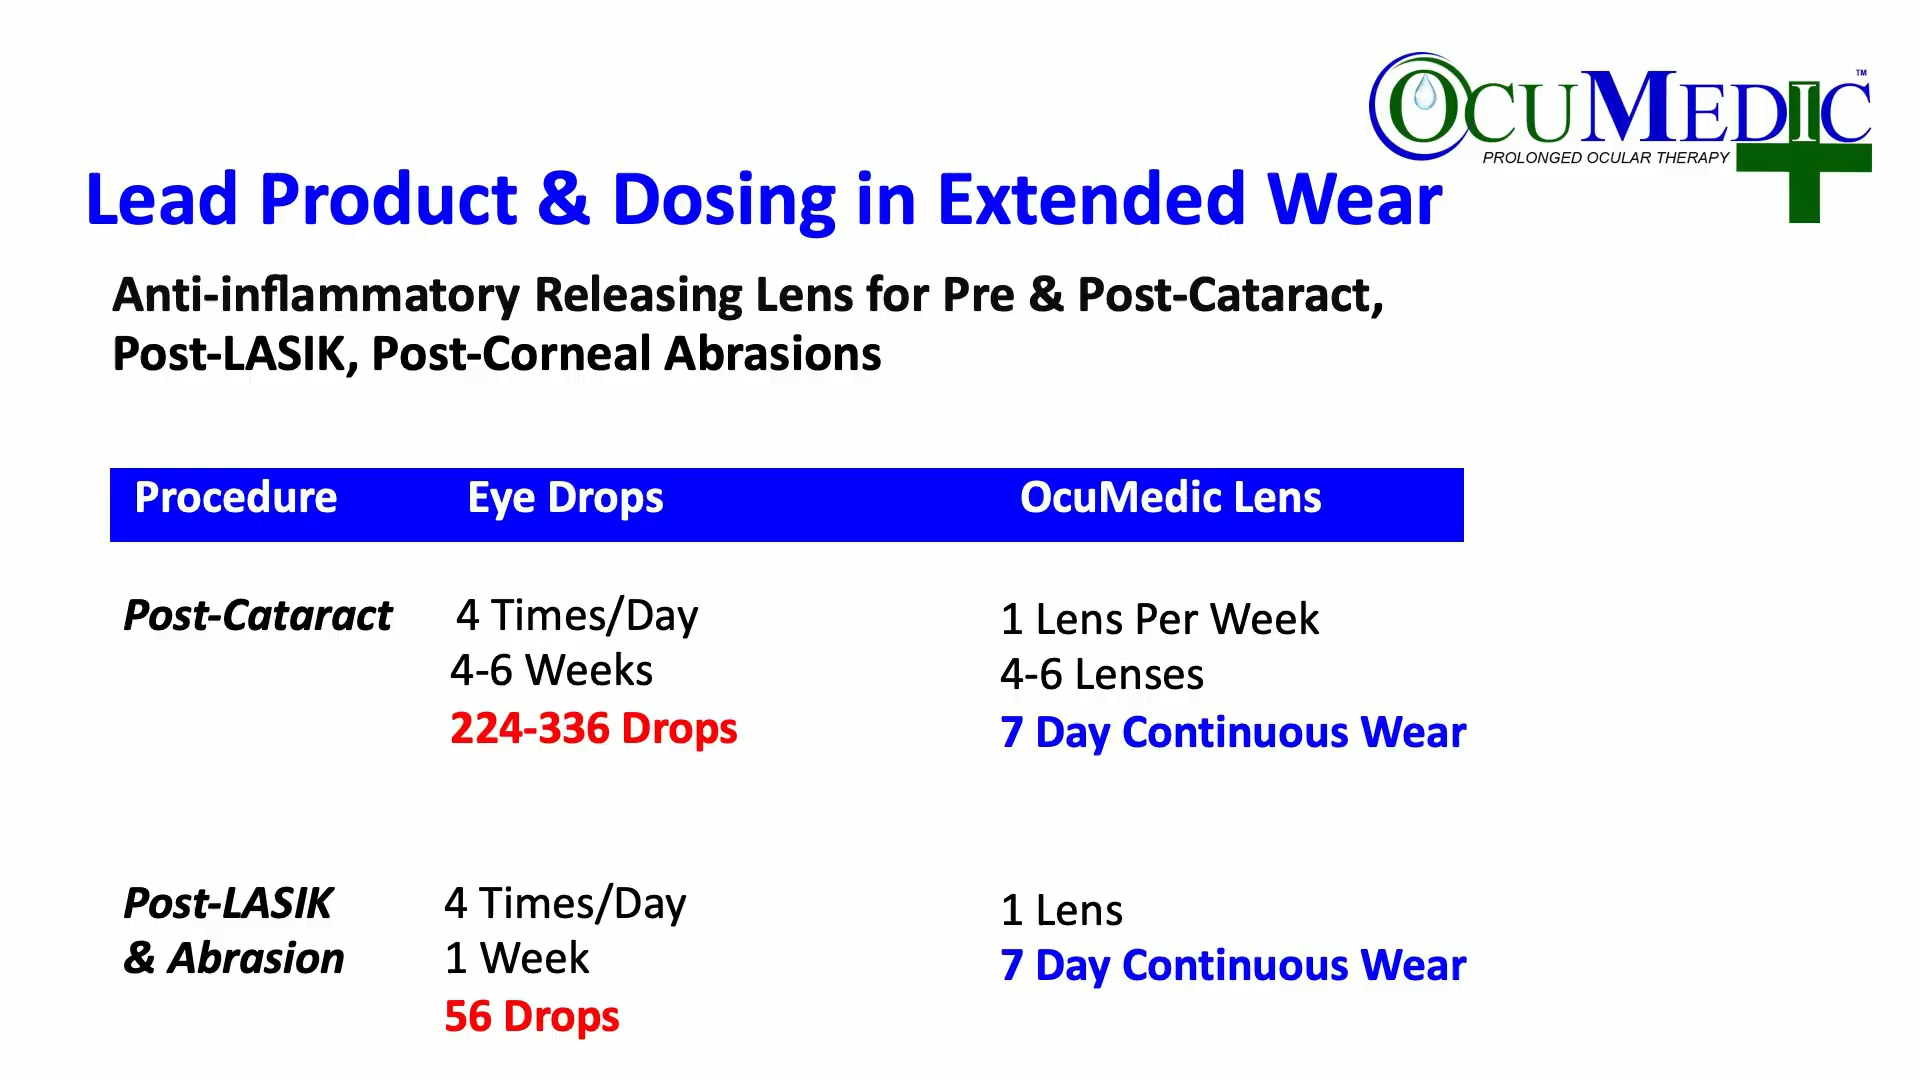 OCUMEDIC™
PROLONGED OCULAR THERAPY
Lead Product & Dosing in Extended Wear
Anti-inflammatory Releasing Lens for Pre & Post-Cataract,
Post-LASIK, Post-Corneal Abrasions
Procedure Eye Drops OcuMedic Lens
Post-Cataract 4 Times/Day 1 Lens Per Week
4-6 Weeks 4-6 Lenses
224-336 Drops 7 Day Continuous Wear
Post-LASIK 4 Times/Day 1 Lens
& Abrasion 1 Week 7 Day Continuous Wear
56 Drops